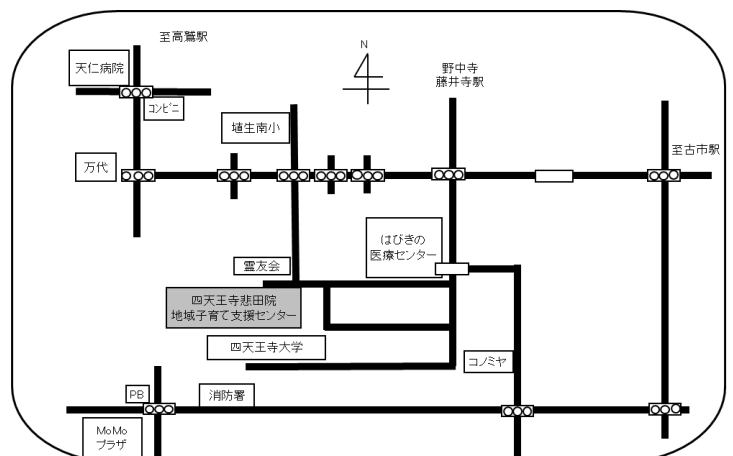 至高鷲駅
N
天仁病院
野中寺
藤井寺駅
コンビニ
埴生南小
至古市駅
万代
はびきの
医療センター
霊友会
四天王寺悲田院
地域子育て支援センター
四天王寺大学
コノミヤ
PB
消防署
MoMo
プラザ